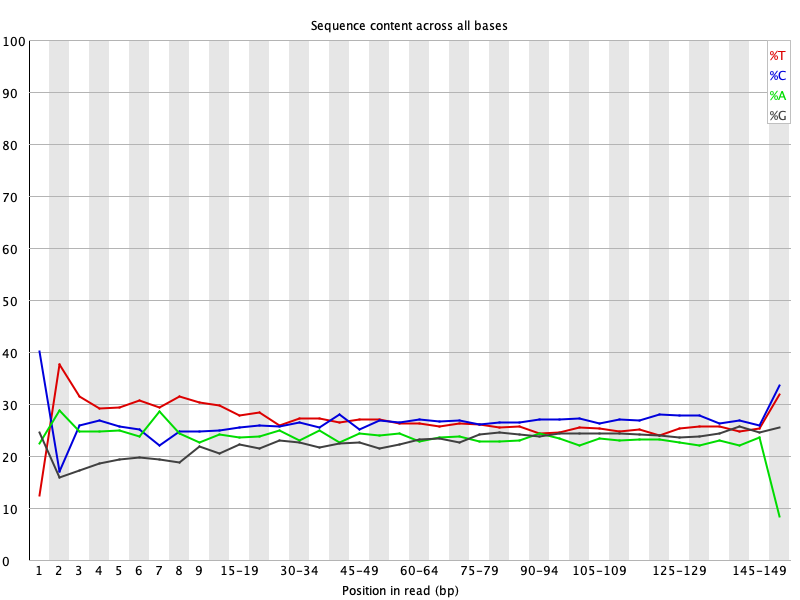 Sequence content across all bases
100
90
80
70
60
50
40
30
20
10
0
%T
%C
%A
%G
1 2 3 4 5 6 7 8 9 15-19 30-34 45-49 60-64 75-79 90-94 105-109 125-129 145-149
Position in read (bp)